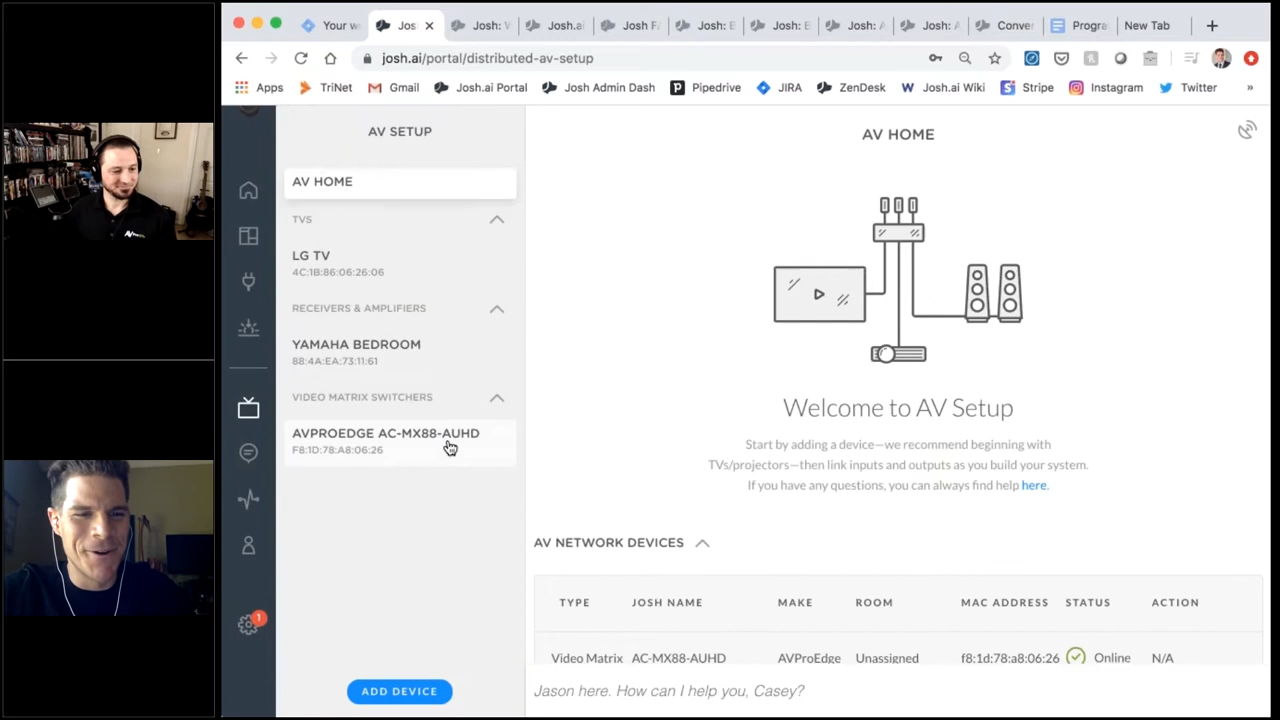 Your w
Jos
Josh: W
Josh.ai
Josh F
Josh: E
Josh: E
Josh: A
Josh: A
Conver
Progra
New Tab
josh.ai/portal/distributed-av-setup
Apps
TriNet
Gmail
Josh.ai Portal
Josh Admin Dash
Pipedrive
JIRA
ZenDesk
Josh.ai Wiki
Stripe
Instagram
Twitter
»
AV SETUP
AV HOME
TVS
LG TV
4C:1B:86:06:26:06
RECEIVERS & AMPLIFIERS
YAMAHA BEDROOM
88:4A:EA:73:11:61
VIDEO MATRIX SWITCHERS
AVPROEDGE AC-MX88-AUHD
F8:1D:78:A8:06:26
ADD DEVICE
1
AV HOME
Welcome to AV Setup
Start by adding a device—we recommend beginning with
TVs/projectors—then link inputs and outputs as you build your system.
If you have any questions, you can always find help here.
AV NETWORK DEVICES
TYPE JOSH NAME MAKE ROOM MAC ADDRESS STATUS ACTION
Video Matrix AC-MX88-AUHD AVProEdge Unassigned f8:1d:78:a8:06:26 Online N/A
Jason here. How can I help you, Casey?